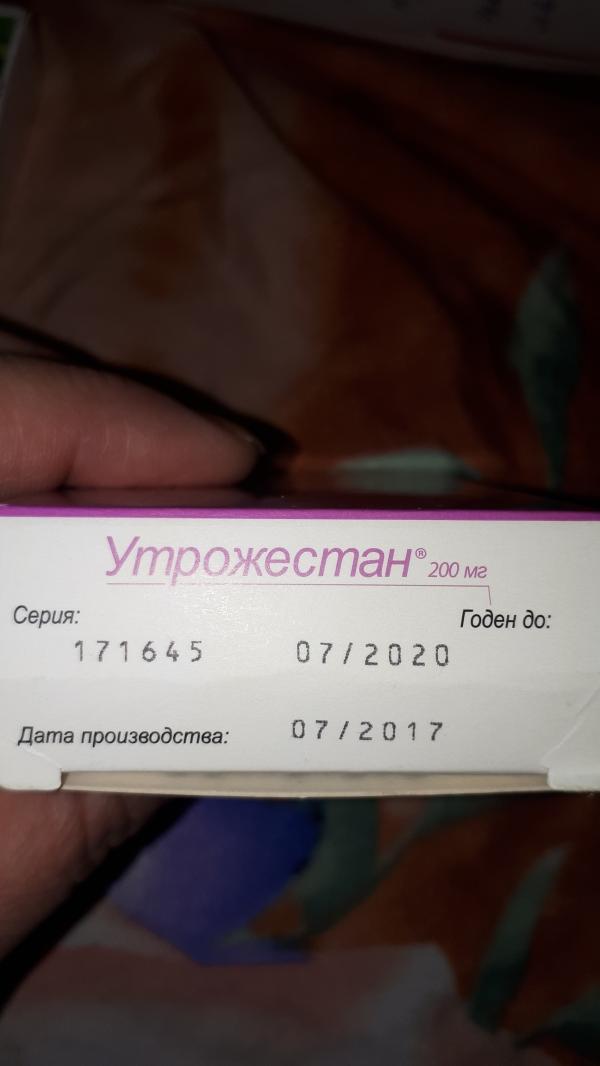 Утрожестан® 200 мг
Серия: Годен до:
171645 07/2020
Дата производства: 07/2017